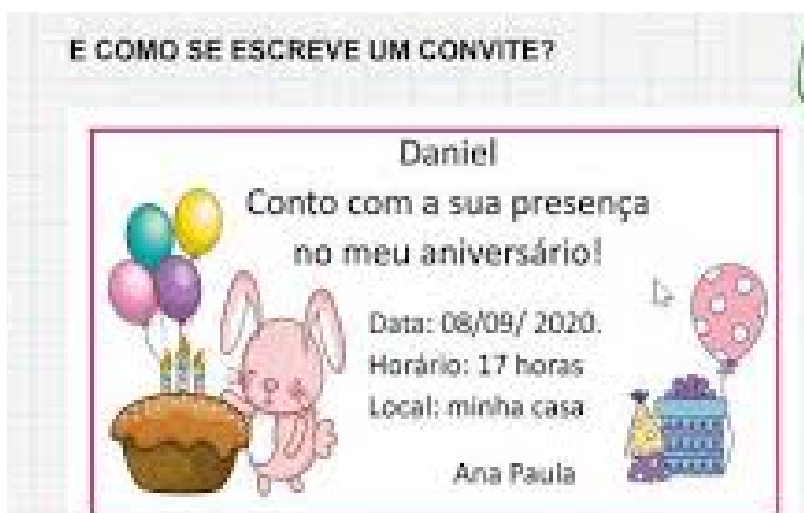 E COMO SE ESCREVE UM CONVITE?
Daniel
Conto com a sua presença
no meu aniversário!
Data: 08/09/ 2020.
Horário: 17 horas
Local: minha casa
Ana Paula